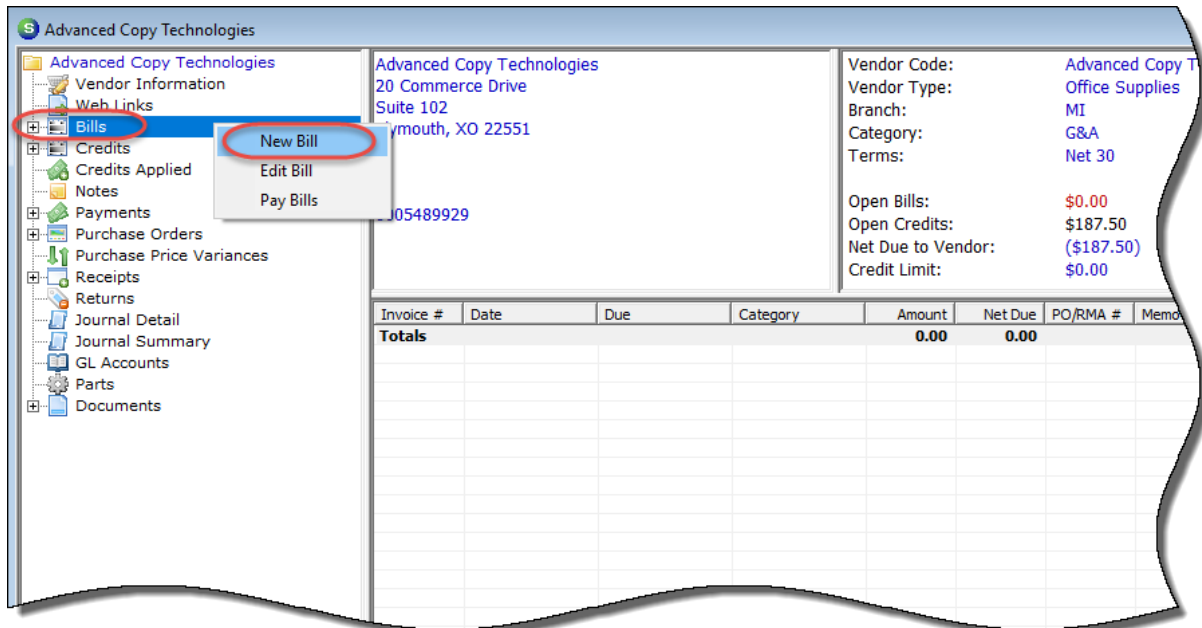 S Advanced Copy Technologies
Advanced Copy Technologies
Vendor Information
Web Links
Bills
Credits
Credits Applied
Notes
Payments
Purchase Orders
Purchase Price Variances
Receipts
Returns
Journal Detail
Journal Summary
GL Accounts
Parts
Documents
New Bill
Edit Bill
Pay Bills
Advanced Copy Technologies
20 Commerce Drive
Suite 102
ymouth, XO 22551
005489929
Vendor Code: Advanced Copy T
Vendor Type: Office Supplies
Branch: MI
Category: G&A
Terms: Net 30
Open Bills: $0.00
Open Credits: $187.50
Net Due to Vendor: ($187.50)
Credit Limit: $0.00
Invoice # Date Due Category Amount Net Due PO/RMA # Memo
Totals 0.00 0.00